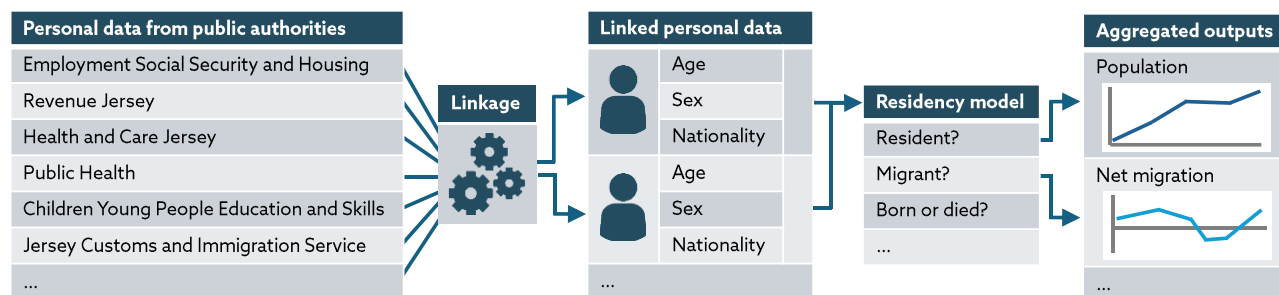 Personal data from public authorities
Employment Social Security and Housing
Revenue Jersey
Health and Care Jersey
Public Health
Children Young People Education and Skills
Jersey Customs and Immigration Service
...
Linkage
Linked personal data
Age
Sex
Nationality
Age
Sex
Nationality
...
Residency model
Resident?
Migrant?
Born or died?
...
Aggregated outputs
Population
Net migration
...